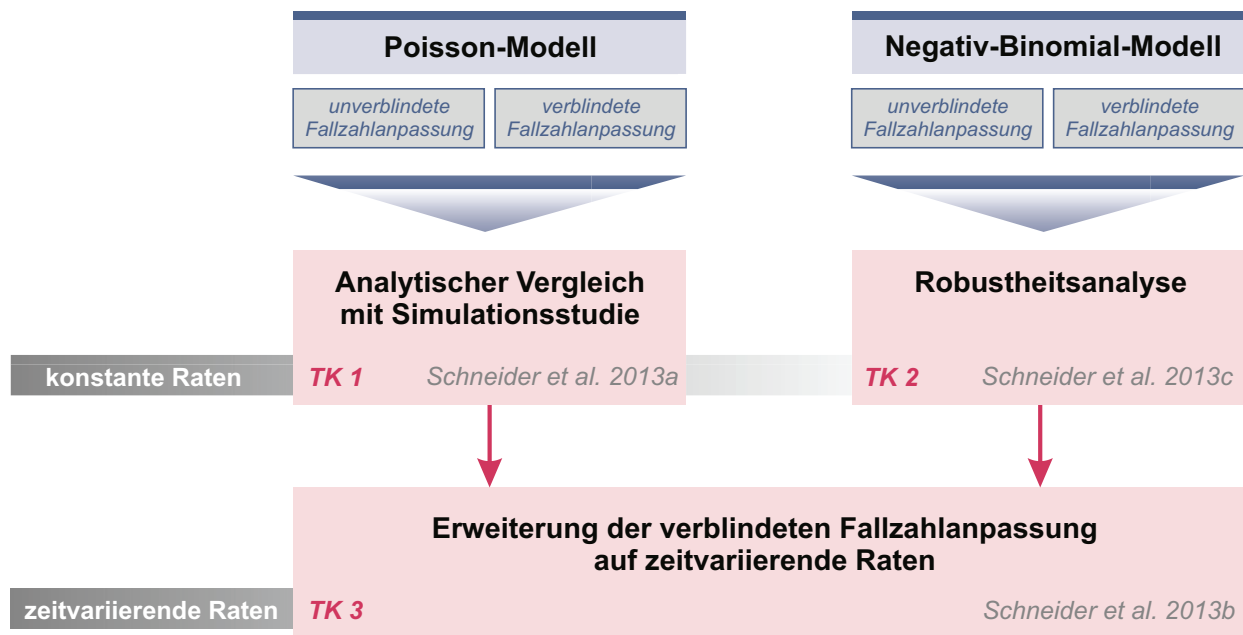 Poisson-Modell
Negativ-Binomial-Modell
unverblindete
Fallzahlanpassung
verblindete
Fallzahlanpassung
unverblindete
Fallzahlanpassung
verblindete
Fallzahlanpassung
Analytischer Vergleich
mit Simulationsstudie
Robustheitsanalyse
konstante Raten
TK 1
Schneider et al. 2013a
TK 2
Schneider et al. 2013c
Erweiterung der verblindeten Fallzahlanpassung
auf zeitvariierende Raten
zeitvariierende Raten
TK 3
Schneider et al. 2013b